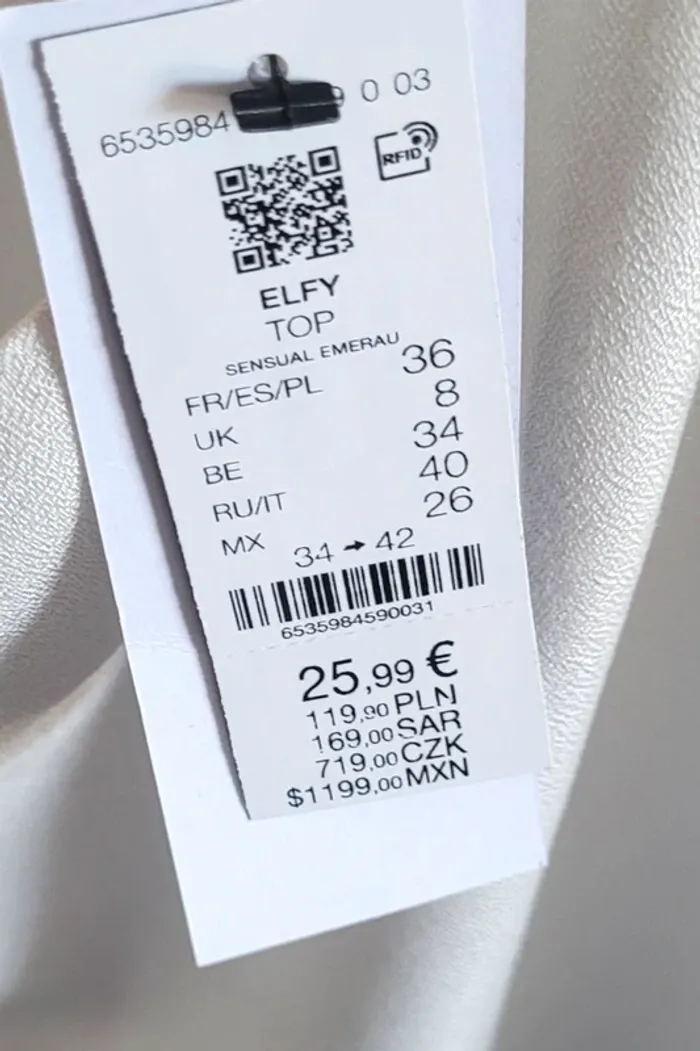 6535984 9 0 03
RFID
ELFY
TOP
SENSUAL EMERAU
FR/ES/PL 36
UK 8
BE 34
RU/IT 40
MX 26
34 → 42
6535984590031
25,99 €
119,90 PLN
169,00 SAR
719,00 CZK
$1199,00 MXN